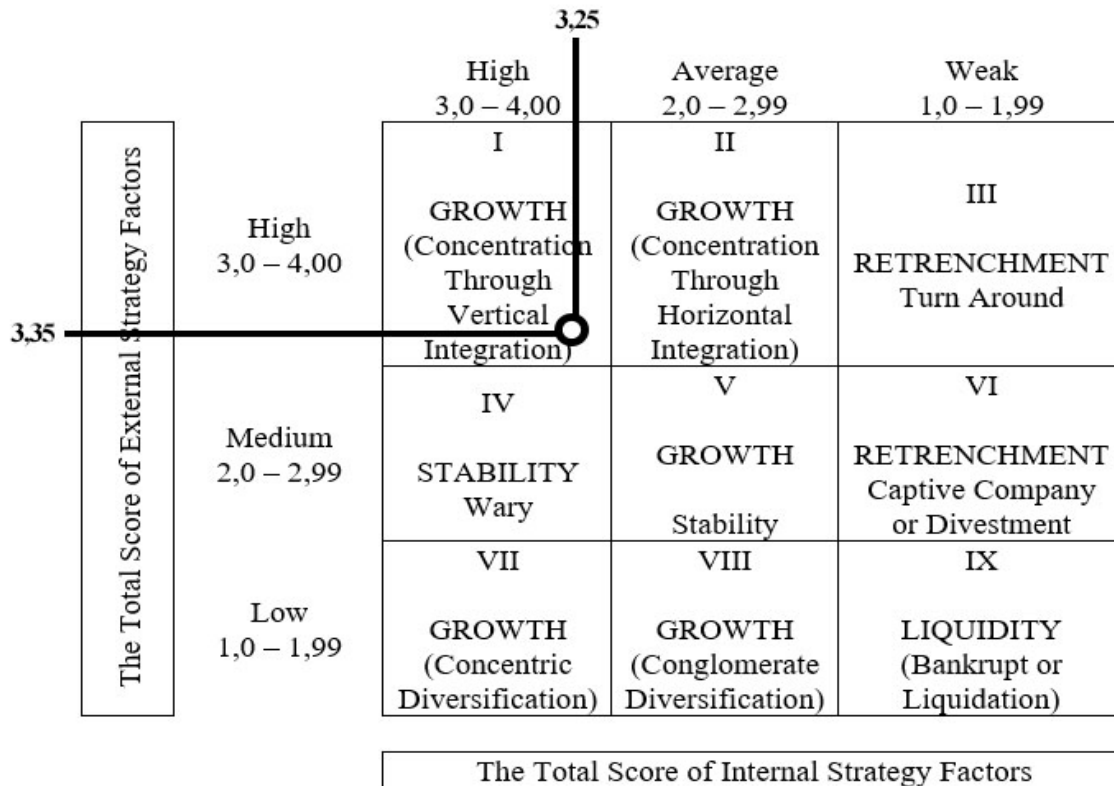 3,25
High
3,0 – 4,00
Average
2,0 – 2,99
Weak
1,0 – 1,99
The Total Score of External Strategy Factors
High
3,0 – 4,00
3,35
I
GROWTH
(Concentration
Through
Vertical
Integration)
II
GROWTH
(Concentration
Through
Horizontal
Integration)
III
RETRENCHMENT
Turn Around
Medium
2,0 – 2,99
IV
STABILITY
Wary
V
GROWTH
Stability
VI
RETRENCHMENT
Captive Company
or Divestment
Low
1,0 – 1,99
VII
GROWTH
(Concentric
Diversification)
VIII
GROWTH
(Conglomerate
Diversification)
IX
LIQUIDITY
(Bankrupt or
Liquidation)
The Total Score of Internal Strategy Factors